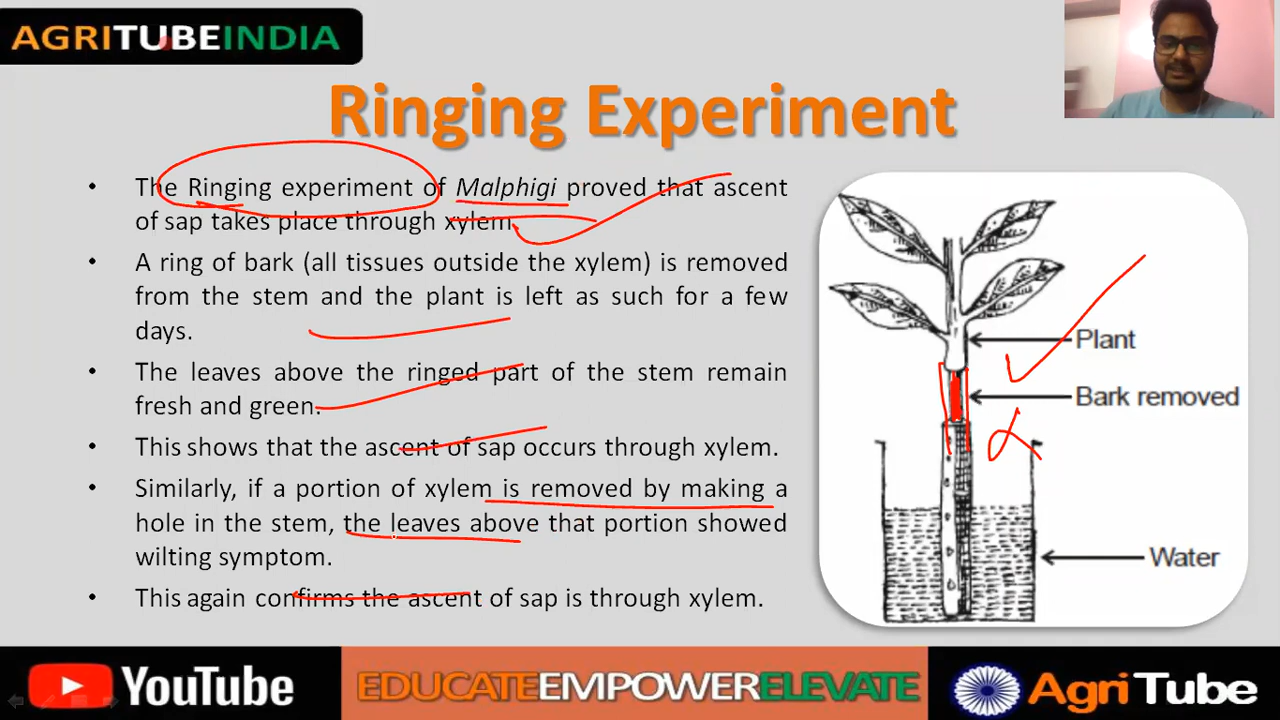 AGRITUBEINDIA
Ringing Experiment
• The Ringing experiment of Malphigi proved that ascent
of sap takes place through xylem.
• A ring of bark (all tissues outside the xylem) is removed
from the stem and the plant is left as such for a few
days.
• The leaves above the ringed part of the stem remain
fresh and green.
• This shows that the ascent of sap occurs through xylem.
• Similarly, if a portion of xylem is removed by making a
hole in the stem, the leaves above that portion showed
wilting symptom.
• This again confirms the ascent of sap is through xylem.
Plant
Bark removed
Water
YouTube
EDUCATEEMPOWERELEVATE
AgriTube